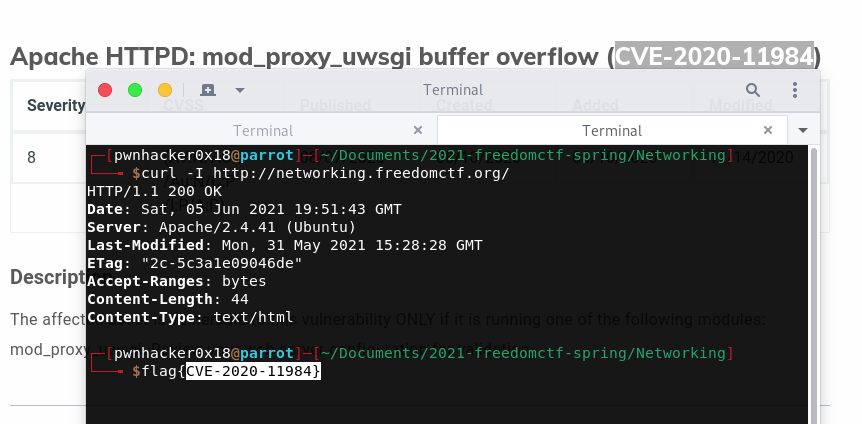 Apache HTTPD: mod_proxy_uwsgi buffer overflow (CVE-2020-11984)
Terminal
Severity CVSS Published Created Added Modified
Terminal
Terminal
8
14/2020
[pwnhacker0x18@parrot]─[~/Documents/2021-freedomctf-spring/Networking]
$curl -I http://networking.freedomctf.org/
HTTP/1.1 200 OK
Date: Sat, 05 Jun 2021 19:51:43 GMT
Server: Apache/2.4.41 (Ubuntu)
Last-Modified: Mon, 31 May 2021 15:28:28 GMT
ETag: "2c-5c3a1e09046de"
Accept-Ranges: bytes
Content-Length: 44
Content-Type: text/html
Descript
The affected vulnerability ONLY if it is running one of the following modules:
mod_proxy
[pwnhacker0x18@parrot]─[~/Documents/2021-freedomctf-spring/Networking]
$flag{CVE-2020-11984}